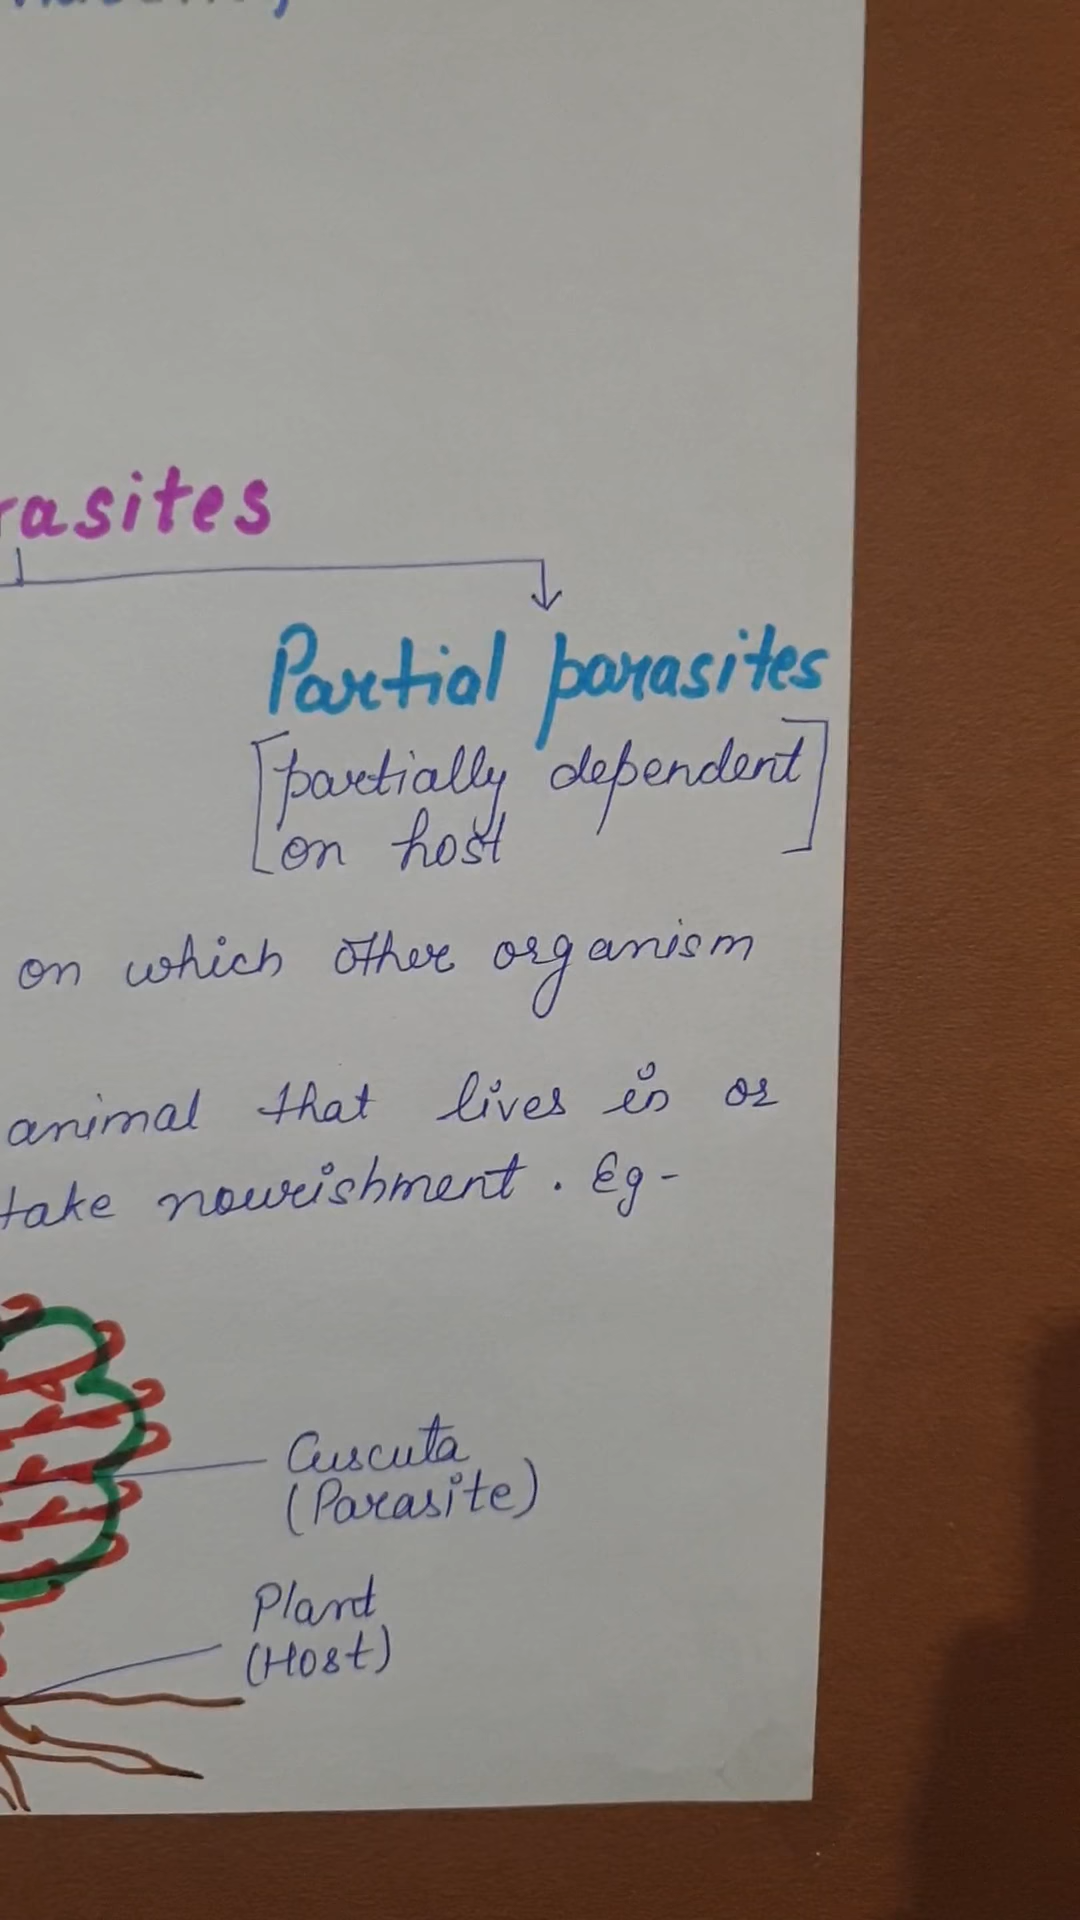 rasites
Partial parasites
[partially dependent
on host]
on which other organism
animal that lives in or
take nourishment. Eg-
Cuscuta
(Parasite)
Plant
(Host)